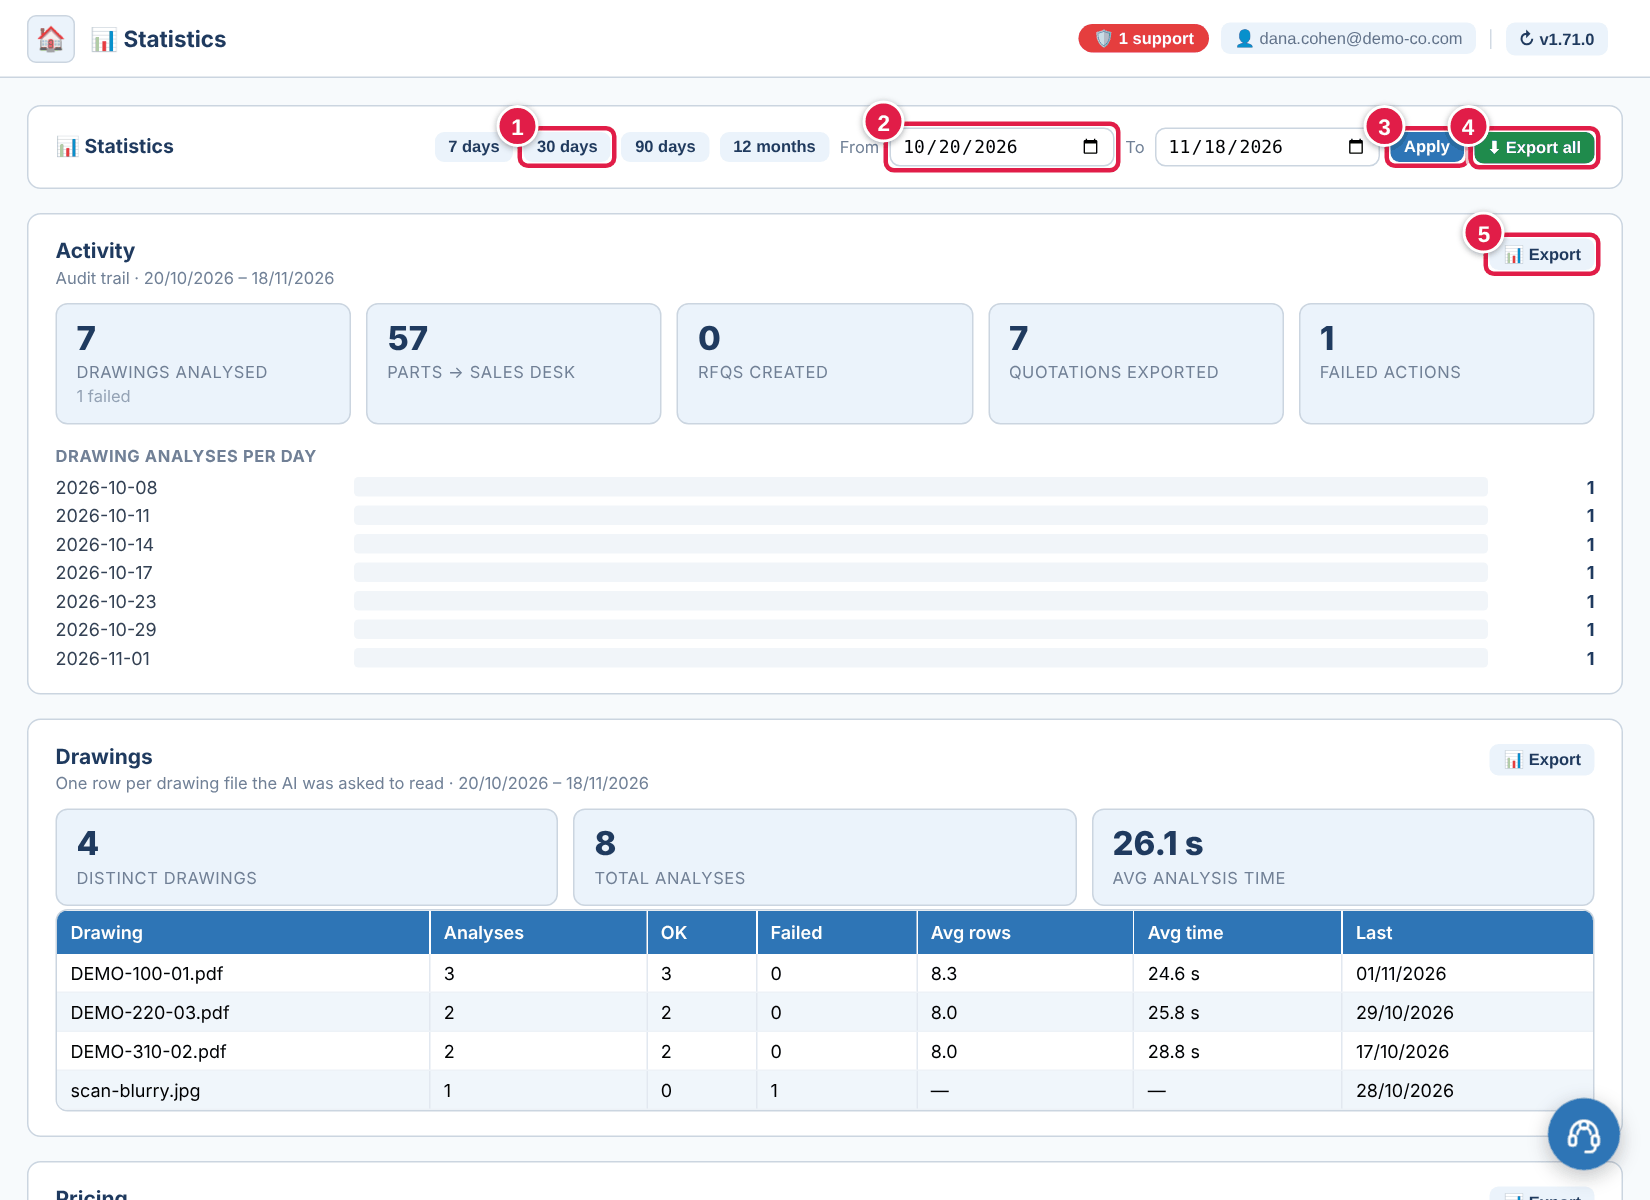 Statistics
1 support
dana.cohen@demo-co.com
v1.71.0
Statistics
7 days
1
30 days
90 days
12 months
From
2
10/20/2026
To
11/18/2026
3
Apply
4
Export all
Activity
Audit trail · 20/10/2026 – 18/11/2026
5
Export
7
DRAWINGS ANALYSED
1 failed
57
PARTS → SALES DESK
0
RFQS CREATED
7
QUOTATIONS EXPORTED
1
FAILED ACTIONS
DRAWING ANALYSES PER DAY
2026-10-08 1
2026-10-11 1
2026-10-14 1
2026-10-17 1
2026-10-23 1
2026-10-29 1
2026-11-01 1
Drawings
One row per drawing file the AI was asked to read · 20/10/2026 – 18/11/2026
Export
4
DISTINCT DRAWINGS
8
TOTAL ANALYSES
26.1 s
AVG ANALYSIS TIME
Drawing Analyses OK Failed Avg rows Avg time Last
DEMO-100-01.pdf 3 3 0 8.3 24.6 s 01/11/2026
DEMO-220-03.pdf 2 2 0 8.0 25.8 s 29/10/2026
DEMO-310-02.pdf 2 2 0 8.0 28.8 s 17/10/2026
scan-blurry.jpg 1 0 1 — — 28/10/2026
Pricing
Export